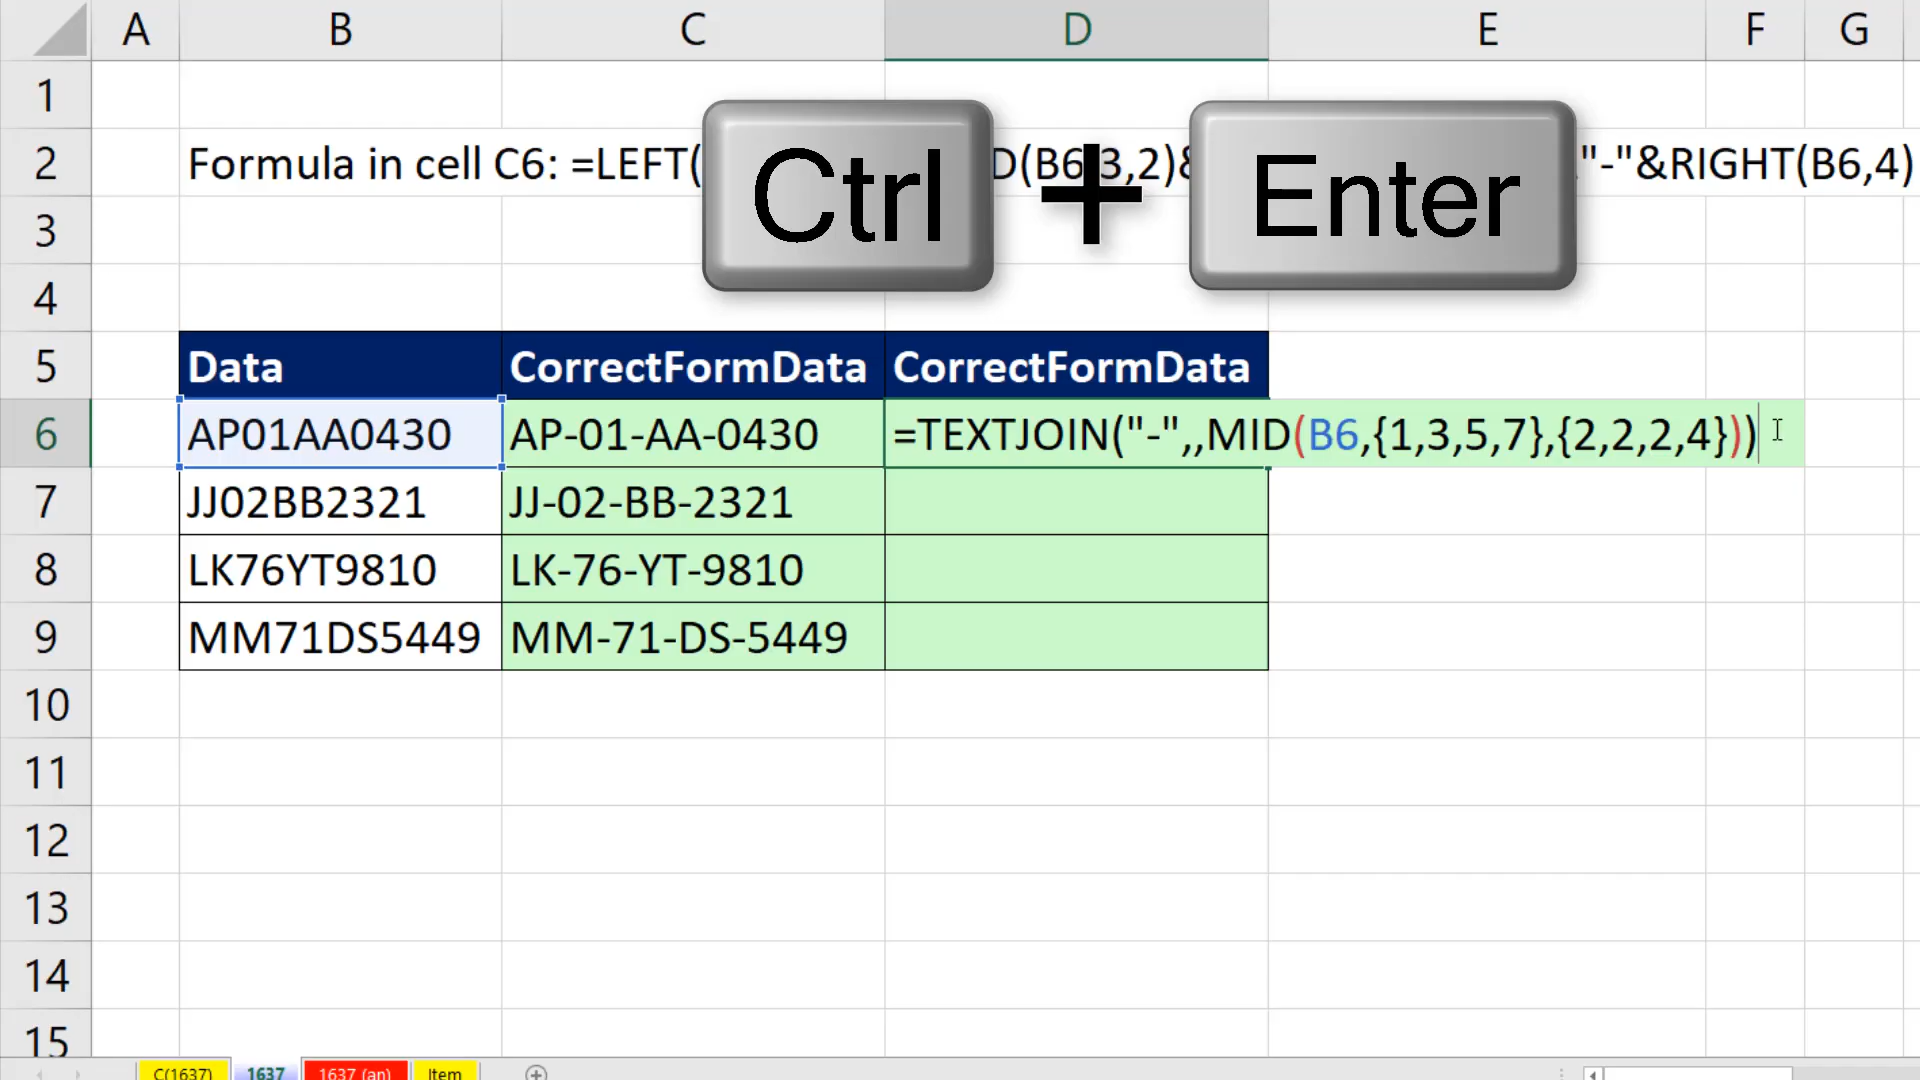 A B C D E F G
1
2 Formula in cell C6: =LEFT( D(B6,3,2)& "-"&RIGHT(B6,4)
Ctrl + Enter
3
4
5 Data CorrectFormData CorrectFormData
6 AP01AA0430 AP-01-AA-0430 =TEXTJOIN("-",,MID(B6,{1,3,5,7},{2,2,2,4}))
7 JJ02BB2321 JJ-02-BB-2321
8 LK76YT9810 LK-76-YT-9810
9 MM71DS5449 MM-71-DS-5449
10
11
12
13
14
15
C(1637) 1637 1637 (an) Item